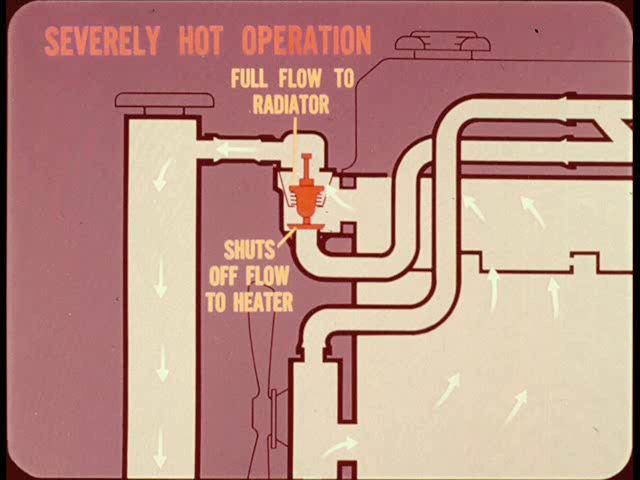 SEVERELY HOT OPERATION
FULL FLOW TO
RADIATOR
SHUTS
OFF FLOW
TO HEATER